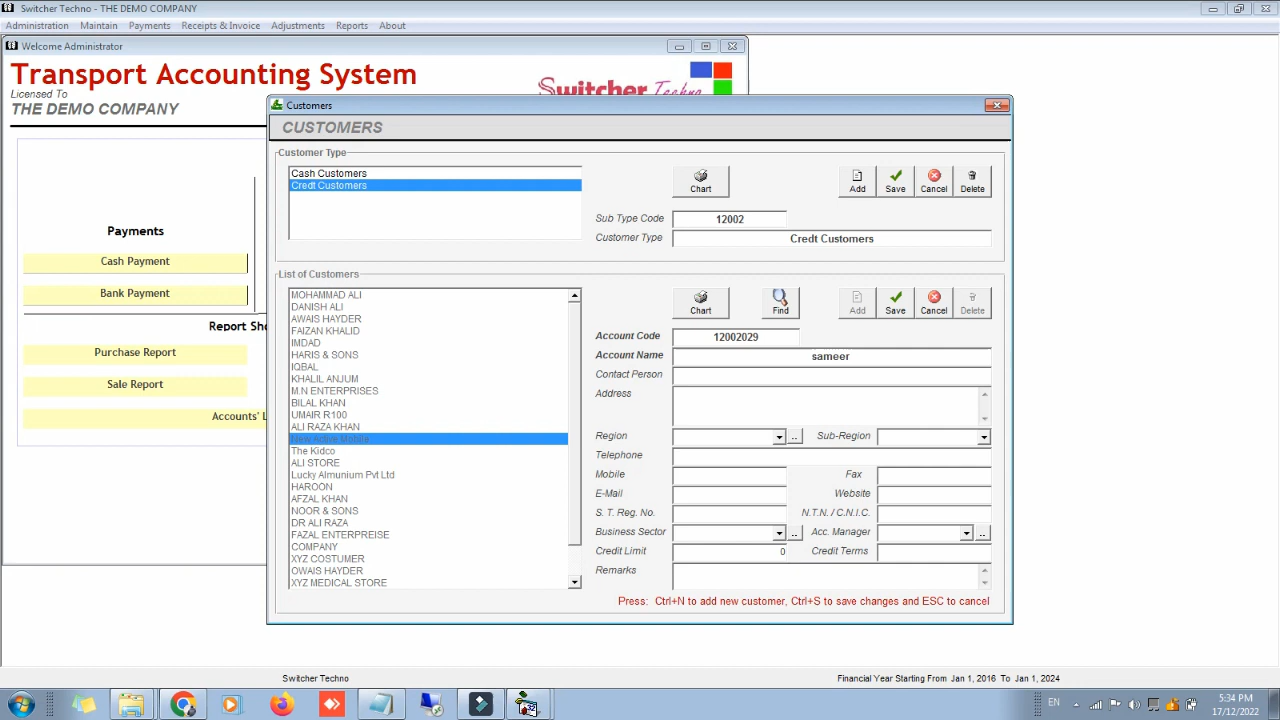 Switcher Techno - THE DEMO COMPANY
Administration Maintain Payments Receipts & Invoice Adjustments Reports About
Welcome Administrator
Transport Accounting System
Switcher Techno
Licensed To
THE DEMO COMPANY
Payments
Cash Payment
Bank Payment
Report Sho
Purchase Report
Sale Report
Accounts' L
Customers
CUSTOMERS
Customer Type
Cash Customers
Credt Customers
Chart
Add Save Cancel Delete
Sub Type Code 12002
Customer Type Credt Customers
List of Customers
MOHAMMAD ALI
DANISH ALI
AWAIS HAYDER
FAIZAN KHALID
IMDAD
HARIS & SONS
IQBAL
KHALIL ANJUM
M.N ENTERPRISES
BILAL KHAN
UMAIR R100
ALI RAZA KHAN
New Active Mobile
The Kidco
ALI STORE
Lucky Almunium Pvt Ltd
HAROON
AFZAL KHAN
NOOR & SONS
DR ALI RAZA
FAZAL ENTERPREISE
COMPANY
XYZ COSTUMER
OWAIS HAYDER
XYZ MEDICAL STORE
Chart Find Add Save Cancel Delete
Account Code 12002029
Account Name sameer
Contact Person
Address
Region .. Sub-Region
Telephone
Mobile Fax
E-Mail Website
S. T. Reg. No. N.T.N. / C.N.I.C.
Business Sector .. Acc. Manager ..
Credit Limit 0 Credit Terms
Remarks
Press: Ctrl+N to add new customer, Ctrl+S to save changes and ESC to cancel
Switcher Techno
Financial Year Starting From Jan 1, 2016 To Jan 1, 2024
EN
5:34 PM
17/12/2022